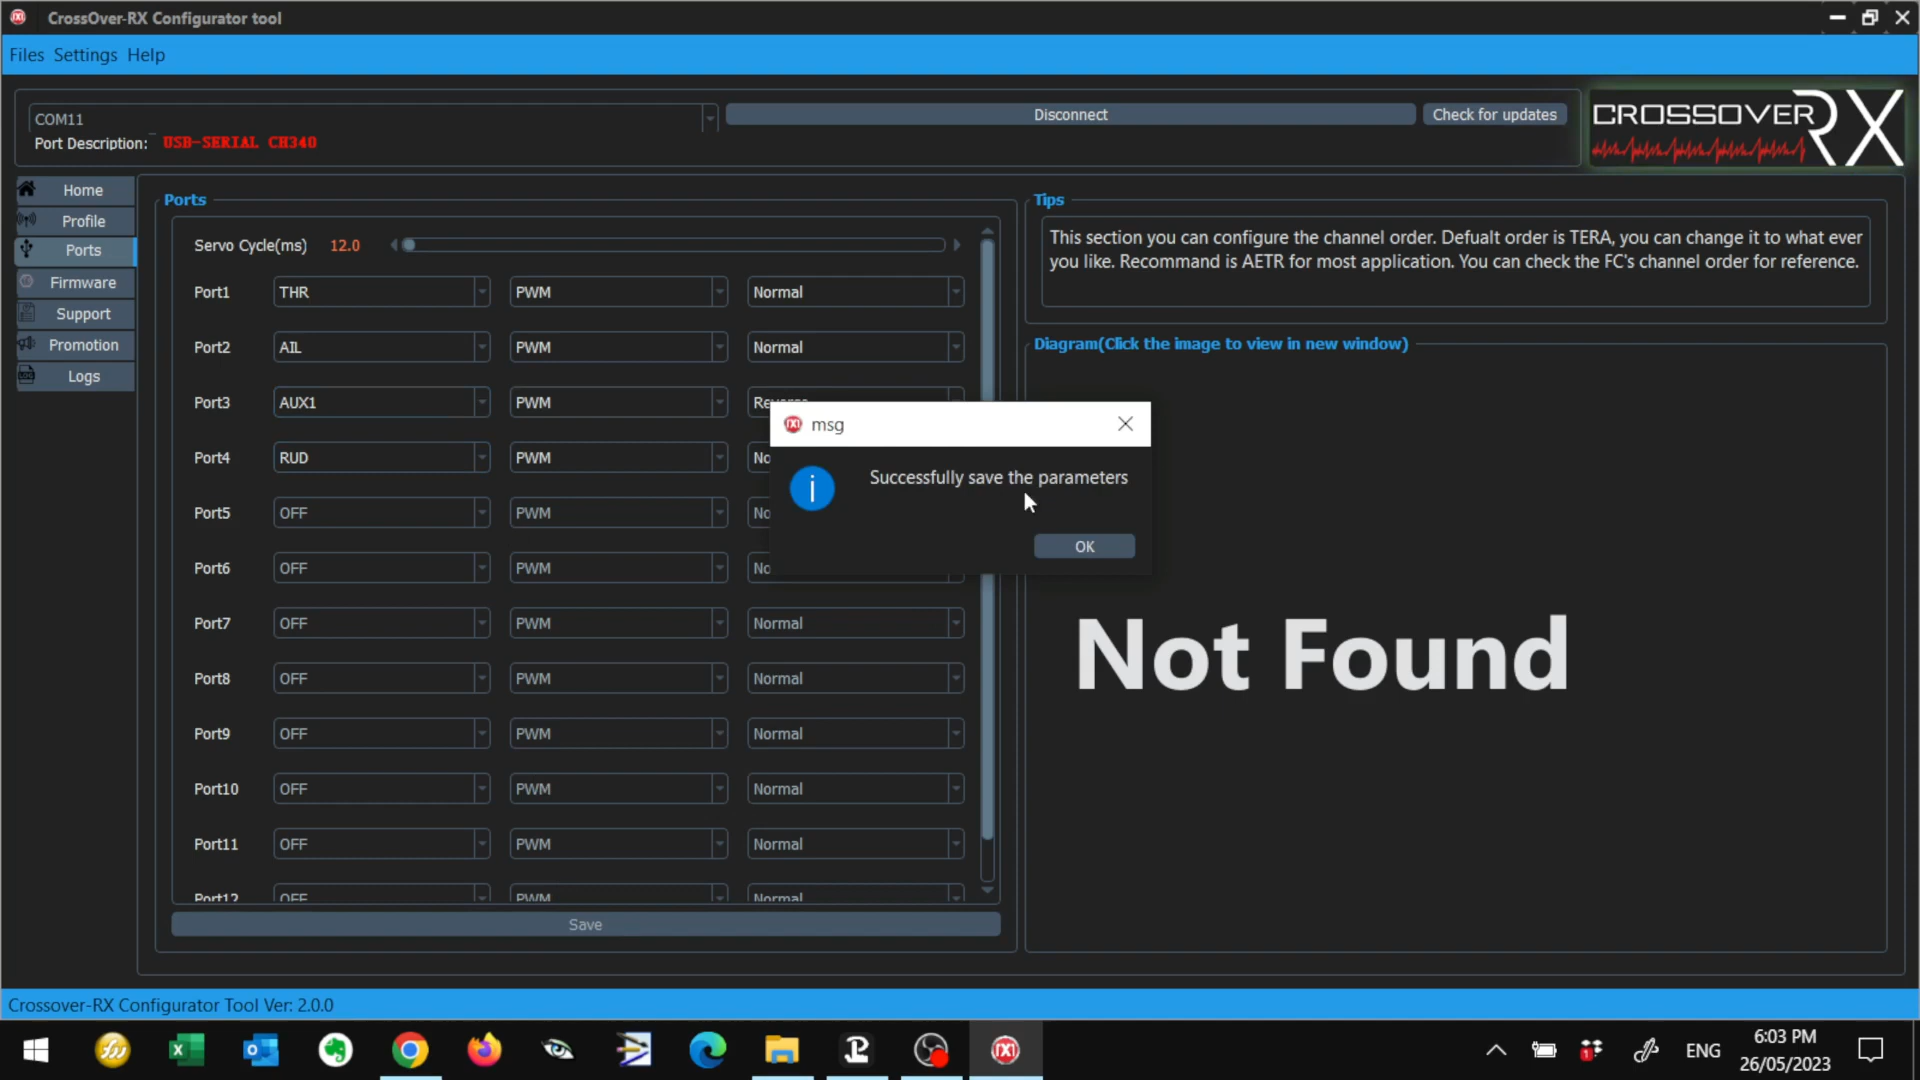 CrossOver-RX Configurator tool
Files Settings Help
COM11
Disconnect
Check for updates
CROSSOVERRX
Port Description: USB-SERIAL CH340
Home
Profile
Ports
Firmware
Support
Promotion
Logs
Ports
Servo Cycle(ms) 12.0
Port1 THR PWM Normal
Port2 AIL PWM Normal
Port3 AUX1 PWM Reverse
Port4 RUD PWM No
Port5 OFF PWM No
Port6 OFF PWM No
Port7 OFF PWM Normal
Port8 OFF PWM Normal
Port9 OFF PWM Normal
Port10 OFF PWM Normal
Port11 OFF PWM Normal
Port12 OFF PWM Normal
Save
Tips
This section you can configure the channel order. Defualt order is TERA, you can change it to what ever
you like. Recommand is AETR for most application. You can check the FC's channel order for reference.
Diagram(Click the image to view in new window)
Not Found
msg
Successfully save the parameters
OK
Crossover-RX Configurator Tool Ver: 2.0.0
ENG
6:03 PM
26/05/2023